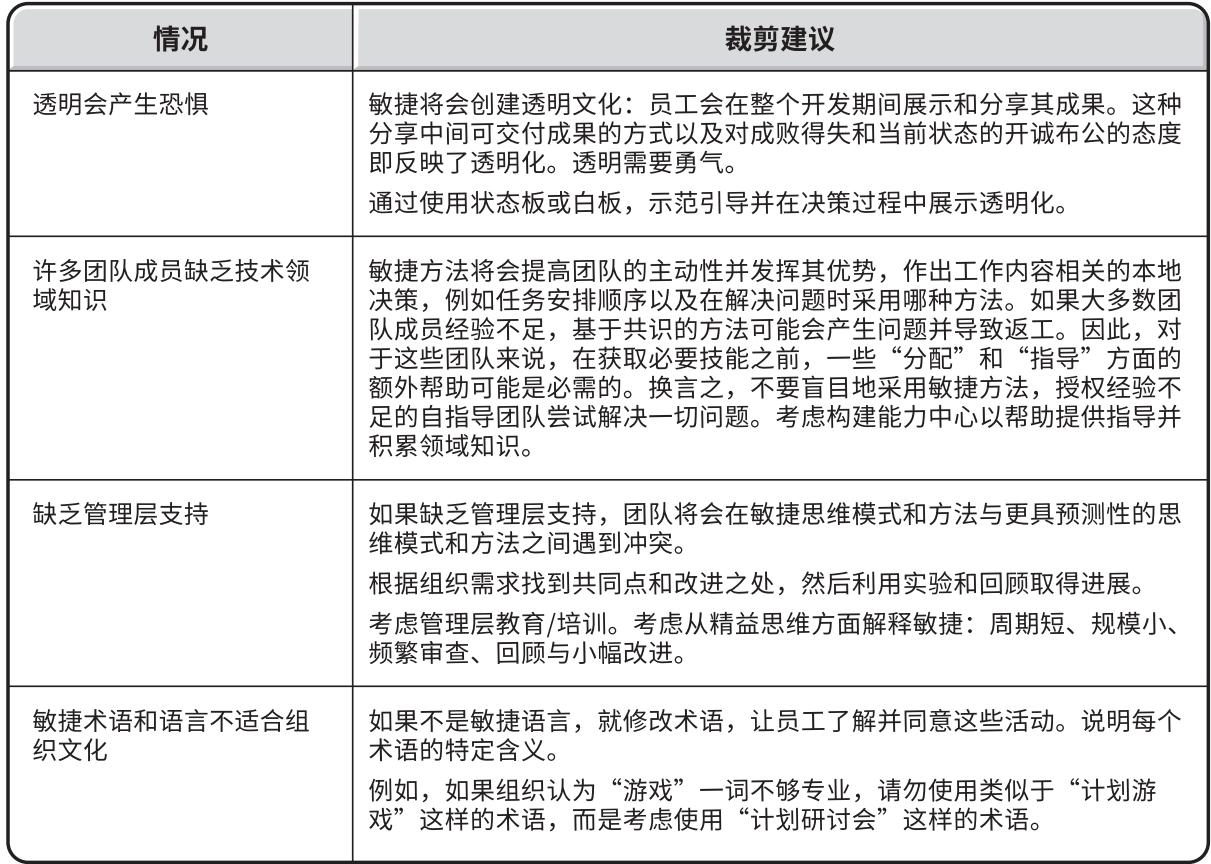 情况
裁剪建议
透明会产生恐惧
敏捷将会创建透明文化：员工会在整个开发期间展示和分享其成果。这种
分享中间可交付成果的方式以及对成败得失和当前状态的开诚布公的态度
即反映了透明化。透明需要勇气。
通过使用状态板或白板，示范引导并在决策过程中展示透明化。
许多团队成员缺乏技术领
域知识
敏捷方法将会提高团队的主动性并发挥其优势，作出工作内容相关的本地
决策，例如任务安排顺序以及在解决问题时采用哪种方法。如果大多数团
队成员经验不足，基于共识的方法可能会产生问题并导致返工。因此，对
于这些团队来说，在获取必要技能之前，一些“分配”和“指导”方面的
额外帮助可能是必需的。换言之，不要盲目地采用敏捷方法，授权经验不
足的自指导团队尝试解决一切问题。考虑构建能力中心以帮助提供指导并
积累领域知识。
缺乏管理层支持
如果缺乏管理层支持，团队将会在敏捷思维模式和方法与更具预测性的思
维模式和方法之间遇到冲突。
根据组织需求找到共同点和改进之处，然后利用实验和回顾取得进展。
考虑管理层教育/培训。考虑从精益思维方面解释敏捷：周期短、规模小、
频繁审查、回顾与小幅改进。
敏捷术语和语言不适合组
织文化
如果不是敏捷语言，就修改术语，让员工了解并同意这些活动。说明每个
术语的特定含义。
例如，如果组织认为“游戏”一词不够专业，请勿使用类似于“计划游
戏”这样的术语，而是考虑使用“计划研讨会”这样的术语。